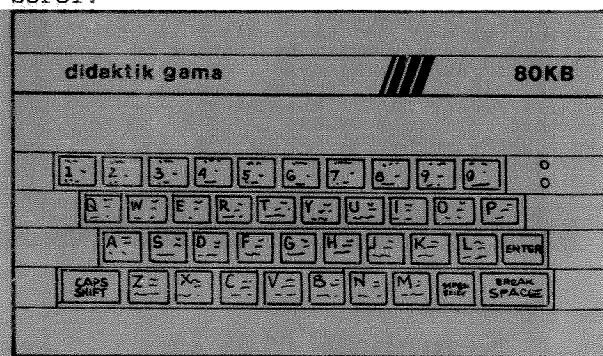 didaktik gama 80KB
1 2 3 4 5 6 7 8 9 0
Q W E R T Y U I O P
A S D F G H J K L ENTER
CAPS SHIFT Z X C V B N M BREAK SPACE